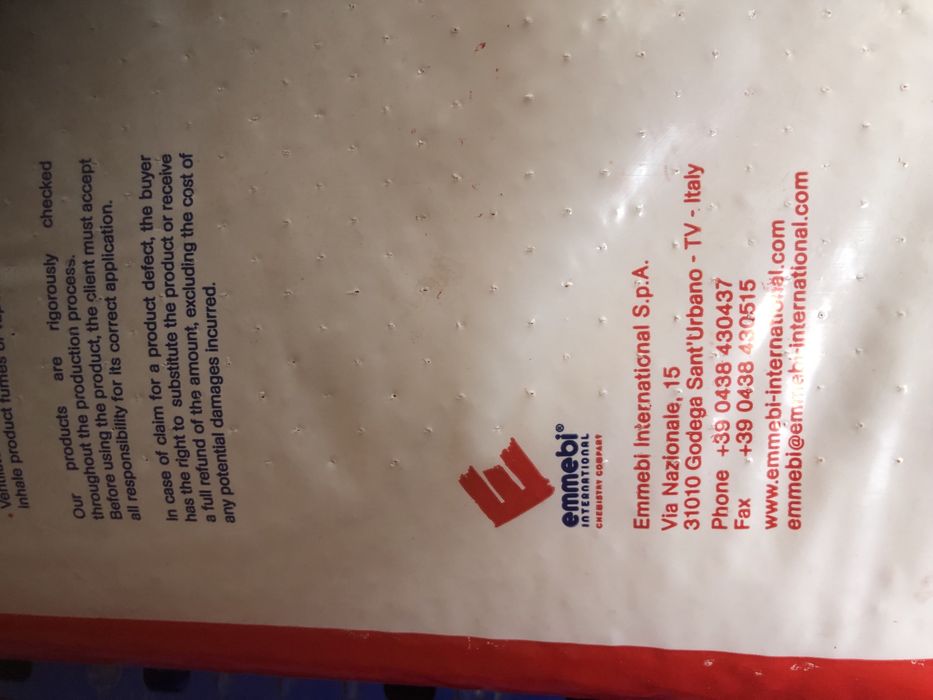 Inhale product fumes
Our products are rigorously checked
throughout the production process.
Before using the product, the client must accept
all responsibility for its correct application.
In case of claim for a product defect, the buyer
has the right to substitute the product or receive
a full refund of the amount, excluding the cost of
any potential damages incurred.
emmebi®
INTERNATIONAL
CHEMISTRY COMPANY
Emmebi International S.p.A.
Via Nazionale, 15
31010 Godega Sant'Urbano - TV - Italy
Phone +39 0438 430437
Fax +39 0438 430515
www.emmebi-international.com
emmebi@emmebi-international.com